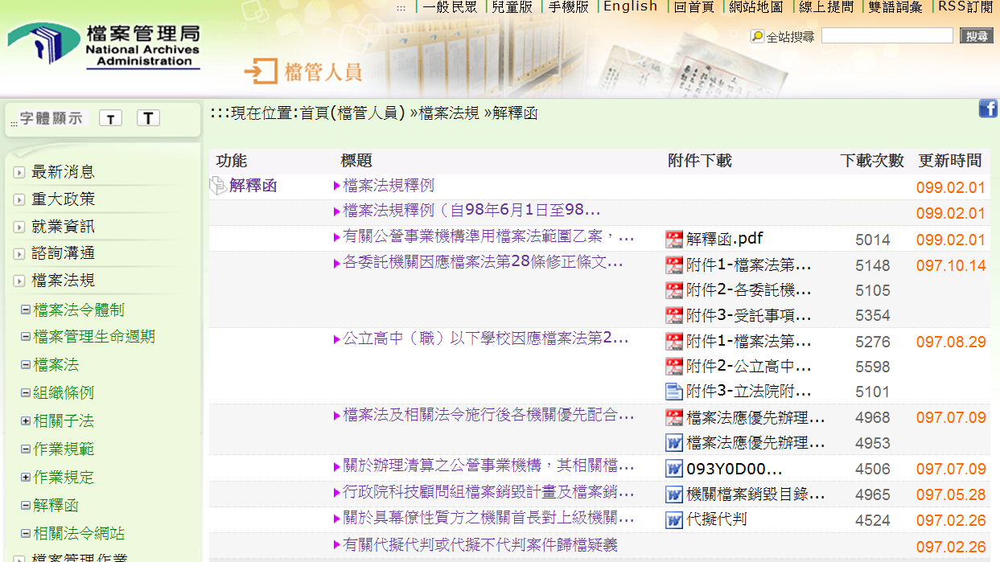 ::: 一般民眾 兒童版 手機版 English 回首頁 網站地圖 線上提問 雙語詞彙 RSS訂閱
檔案管理局
National Archives
Administration
檔管人員
全站搜尋 搜尋
字體顯示 T T
:::現在位置:首頁(檔管人員) »檔案法規 »解釋函
最新消息
重大政策
就業資訊
諮詢溝通
檔案法規
檔案法令體制
檔案管理生命週期
檔案法
組織條例
相關子法
作業規範
作業規定
解釋函
相關法令網站
檔案管理作業
功能 標題 附件下載 下載次數 更新時間
解釋函 檔案法規釋例 099.02.01
檔案法規釋例（自98年6月1日至98... 099.02.01
有關公營事業機構準用檔案法範圍乙案，... 解釋函.pdf 5014 099.02.01
各委託機關因應檔案法第28條修正條文... 附件1-檔案法第... 5148 097.10.14
附件2-各委託機... 5105
附件3-受託事項... 5354
公立高中（職）以下學校因應檔案法第2... 附件1-檔案法第... 5276 097.08.29
附件2-公立高中... 5598
附件3-立法院附... 5101
檔案法及相關法令施行後各機關優先配合... 檔案法應優先辦理... 4968 097.07.09
檔案法應優先辦理... 4953
關於辦理清算之公營事業機構，其相關檔... 093Y0D00... 4506 097.07.09
行政院科技顧問組檔案銷毀計畫及檔案銷... 機關檔案銷毀目錄... 4965 097.05.28
關於具幕僚性質方之機關首長對上級機關... 代擬代判 4524 097.02.26
有關代擬代判或代擬不代判案件歸檔疑義 097.02.26